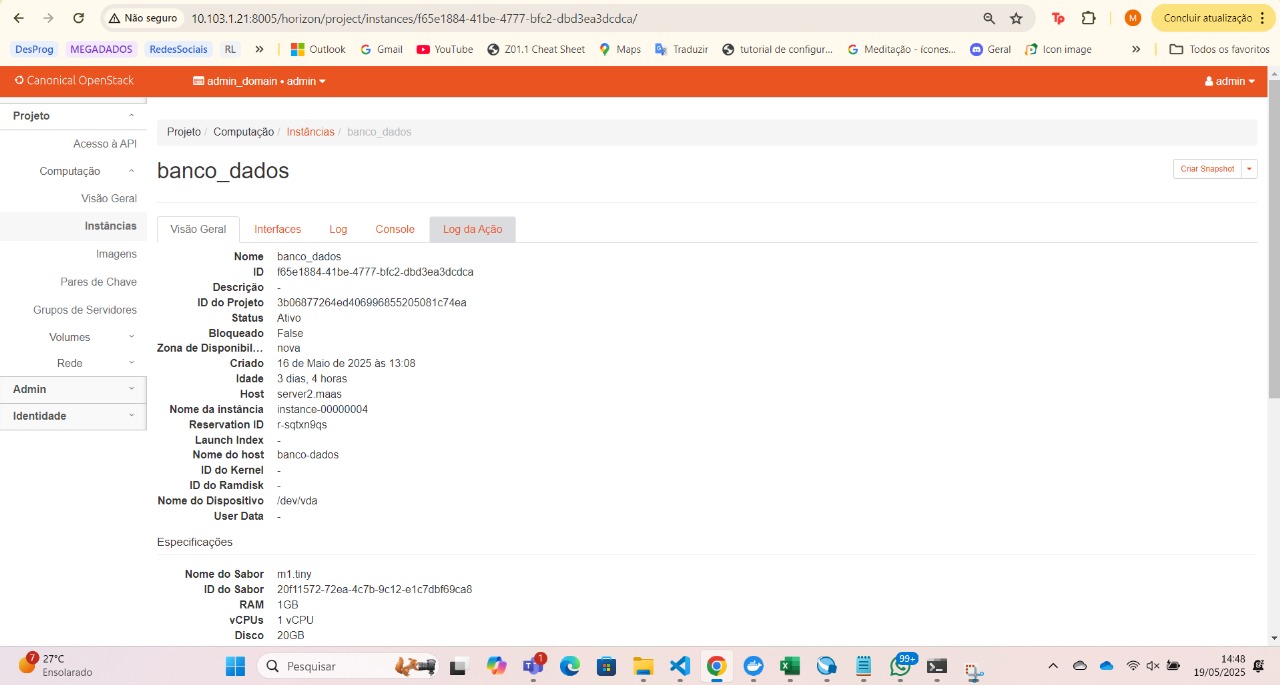 Não seguro 10.103.1.21:8005/horizon/project/instances/f65e1884-41be-4777-bfc2-dbd3ea3dcdca/ Tp M Concluir atualização
DesProg MEGADADOS RedesSociais RL » Outlook Gmail YouTube Z01.1 Cheat Sheet Maps Traduzir tutorial de configur... Meditação - ícones... Geral Icon image » Todos os favoritos
Canonical OpenStack admin_domain • admin admin
Projeto
Acesso à API
Computação
Visão Geral
Instâncias
Imagens
Pares de Chave
Grupos de Servidores
Volumes
Rede
Admin
Identidade
Projeto / Computação / Instâncias / banco_dados
banco_dados
Criar Snapshot
Visão Geral Interfaces Log Console Log da Ação
Nome banco_dados
ID f65e1884-41be-4777-bfc2-dbd3ea3dcdca
Descrição -
ID do Projeto 3b06877264ed406996855205081c74ea
Status Ativo
Bloqueado False
Zona de Disponibil... nova
Criado 16 de Maio de 2025 às 13:08
Idade 3 dias, 4 horas
Host server2.maas
Nome da instância instance-00000004
Reservation ID r-sqtxn9qs
Launch Index -
Nome do host banco-dados
ID do Kernel -
ID do Ramdisk -
Nome do Dispositivo /dev/vda
User Data -
Especificações
Nome do Sabor m1.tiny
ID do Sabor 20f11572-72ea-4c7b-9c12-e1c7dbf69ca8
RAM 1GB
vCPUs 1 vCPU
Disco 20GB
7 27°C
Ensolarado
Pesquisar
1
99+
14:48
19/05/2025